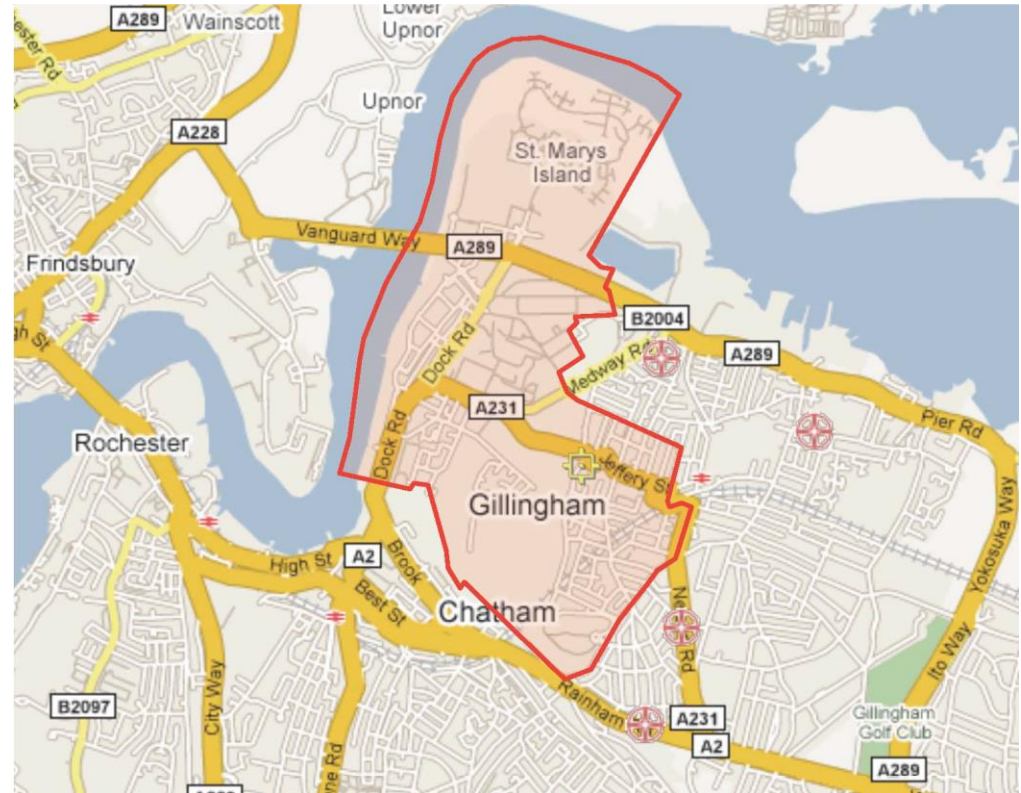 A289
Wainscott
Lower
Upnor
Upnor
A228
St. Marys
Island
Vanguard Way
A289
Frindsbury
Dock Rd
B2004
A289
Medway Rd
A231
Pier Rd
Rochester
Dock Rd
Jeffery St
Gillingham
Yokosuka Way
High St
A2
Brook
Best St
Chatham
Ito Way
Rainham
B2097
City Way
A231
A2
Gillingham
Golf Club
A289